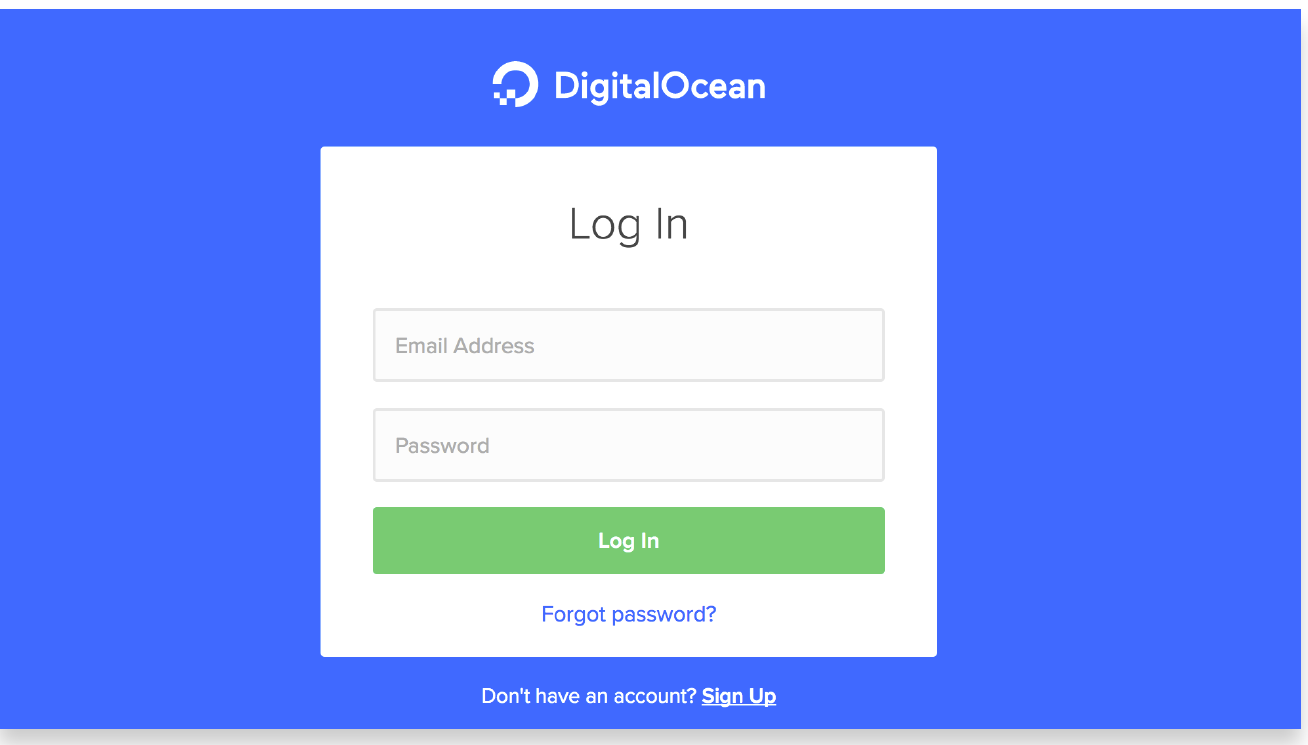 DigitalOcean
Log In
Email Address
Password
Log In
Forgot password?
Don't have an account? Sign Up